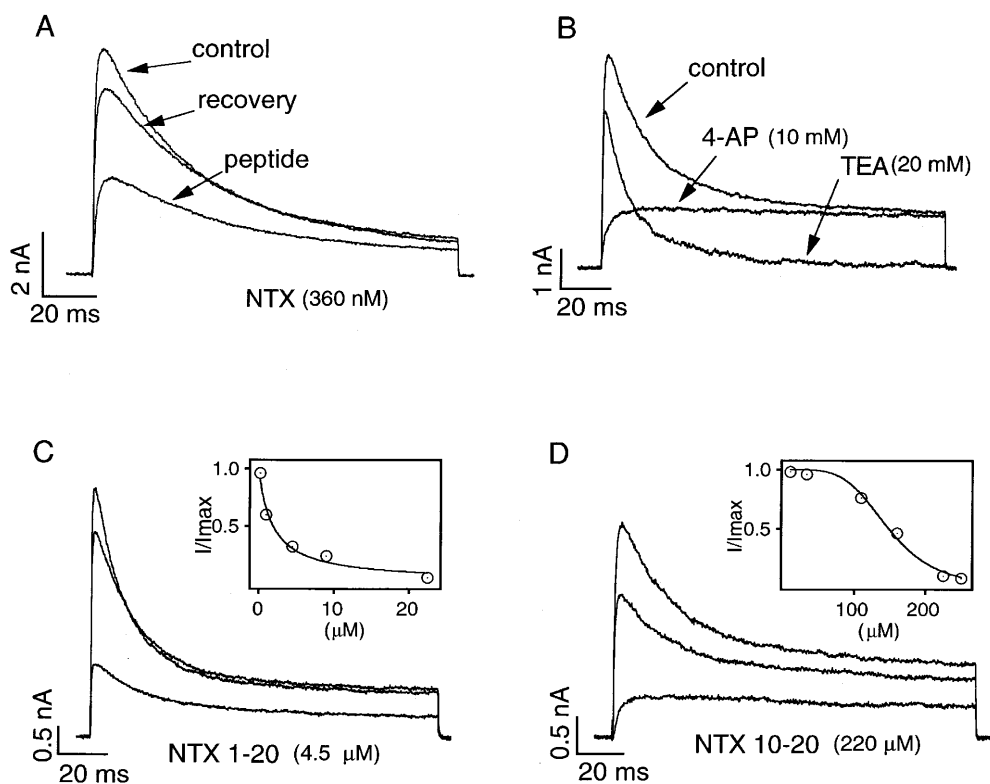 A
control
recovery
peptide
2 nA
20 ms
NTX (360 nM)
B
control
4-AP (10 mM)
TEA (20 mM)
1 nA
20 ms
C
I/Imax
1.0
0.5
0
10
20
(μM)
0.5 nA
20 ms
NTX 1-20 (4.5 μM)
D
I/Imax
1.0
0.5
100
200
(μM)
0.5 nA
20 ms
NTX 10-20 (220 μM)